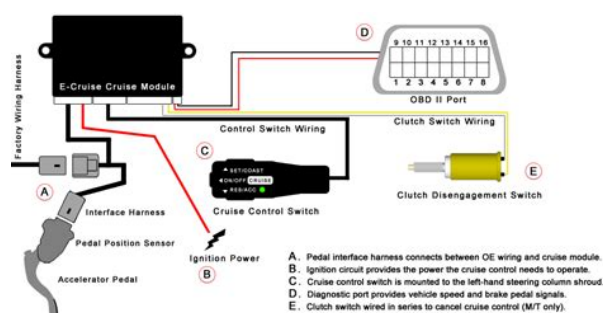 D
9 10 11 12 13 14 15 16
1 2 3 4 5 6 7 8
OBD II Port
E-Cruise Cruise Module
Factory Wiring Harness
Control Switch Wiring
Clutch Switch Wiring
C
SET/COAST
ON/OFF CRUISE
RES/ACC
Cruise Control Switch
E
Clutch Disengagement Switch
A
Interface Harness
Pedal Position Sensor
Accelerator Pedal
Ignition Power
B
A. Pedal interface harness connects between OE wiring and cruise module.
B. Ignition circuit provides the power the cruise control needs to operate.
C. Cruise control switch is mounted to the left-hand steering column shroud.
D. Diagnostic port provides vehicle speed and brake pedal signals.
E. Clutch switch wired in series to cancel cruise control (M/T only).